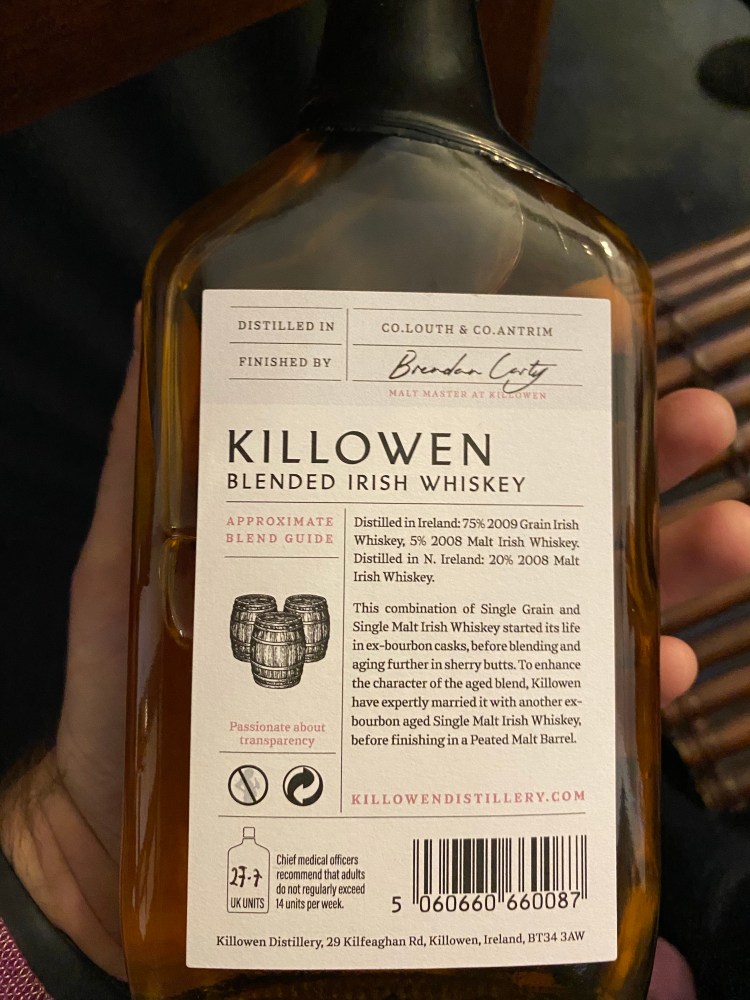 DISTILLED IN
CO.LOUTH & CO.ANTRIM
FINISHED BY
Brendan Carty
MALT MASTER AT KILLOWEN
KILLOWEN
BLENDED IRISH WHISKEY
APPROXIMATE
BLEND GUIDE
Distilled in Ireland: 75% 2009 Grain Irish
Whiskey, 5% 2008 Malt Irish Whiskey.
Distilled in N. Ireland: 20% 2008 Malt
Irish Whiskey.
This combination of Single Grain and
Single Malt Irish Whiskey started its life
in ex-bourbon casks, before blending and
aging further in sherry butts. To enhance
the character of the aged blend, Killowen
have expertly married it with another ex-
bourbon aged Single Malt Irish Whiskey,
before finishing in a Peated Malt Barrel.
Passionate about
transparency
KILLOWENDISTILLERY.COM
27.7
UK UNITS
Chief medical officers
recommend that adults
do not regularly exceed
14 units per week.
5 060660 660087
Killowen Distillery, 29 Kilfeaghan Rd, Killowen, Ireland, BT34 3AW